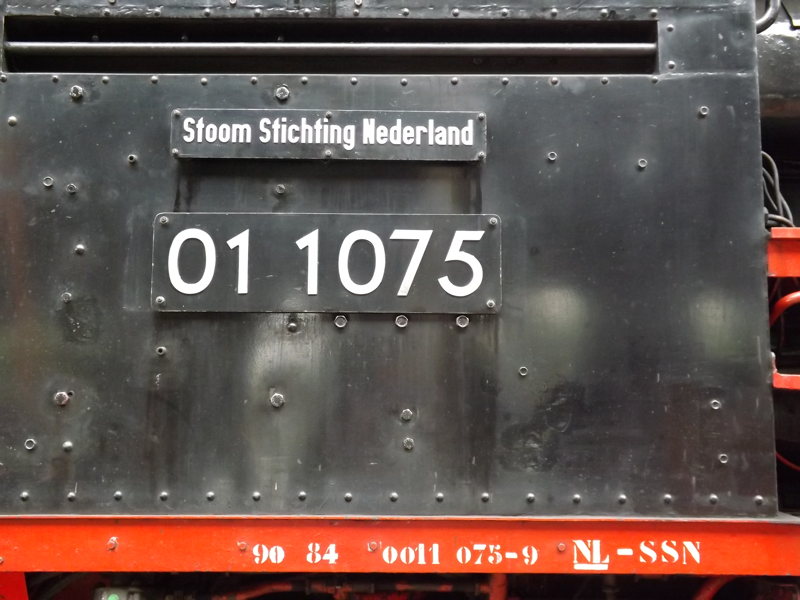 Stoom Stichting Nederland
01 1075
90 84 0011 075-9 NL-SSN